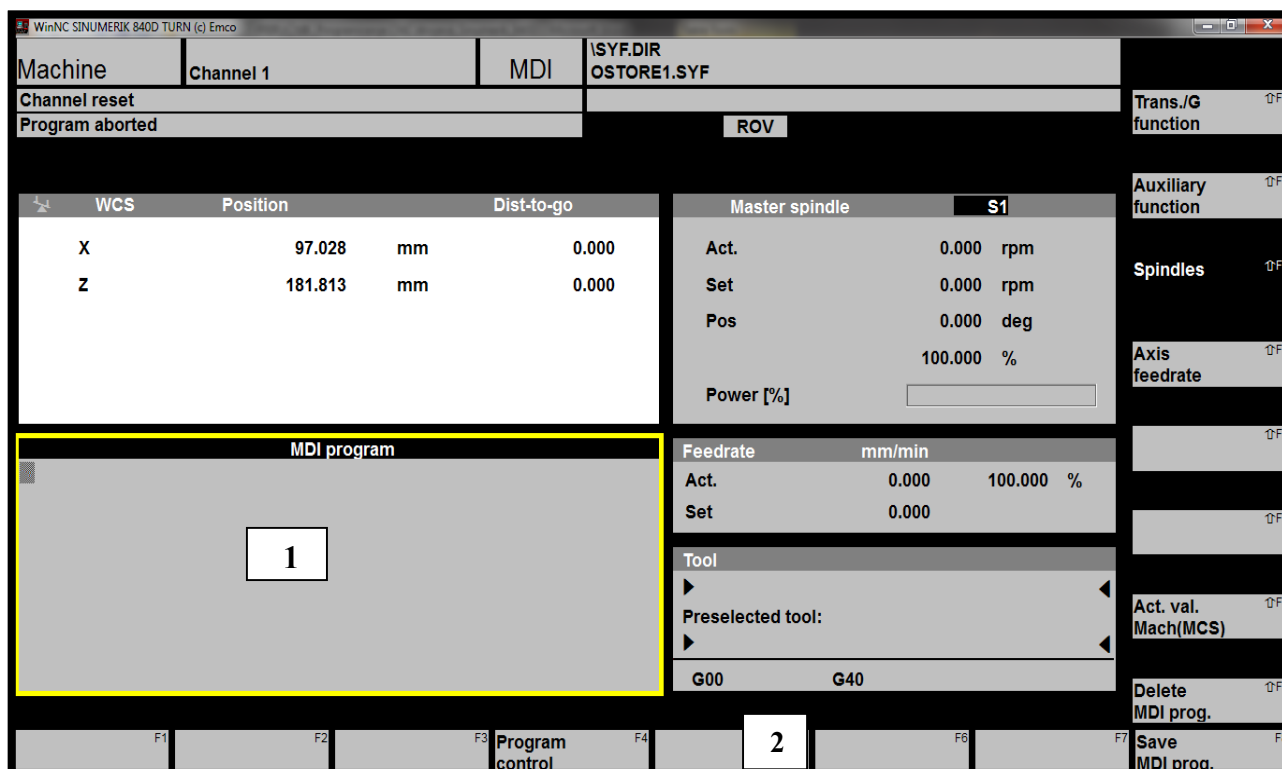 WinNC SINUMERIK 840D TURN (c) Emco
Machine
Channel 1
MDI
\SYF.DIR
OSTORE1.SYF
Channel reset
Program aborted
ROV
Trans./G
function
Auxiliary
function
Spindles
Axis
feedrate
Act. val.
Mach(MCS)
Delete
MDI prog.
WCS Position Dist-to-go
X 97.028 mm 0.000
Z 181.813 mm 0.000
Master spindle S1
Act. 0.000 rpm
Set 0.000 rpm
Pos 0.000 deg
100.000 %
Power [%]
MDI program
1
Feedrate mm/min
Act. 0.000 100.000 %
Set 0.000
Tool
Preselected tool:
G00 G40
F1
F2
F3
Program
control
F4
2
F6
F7
Save
MDI prog.